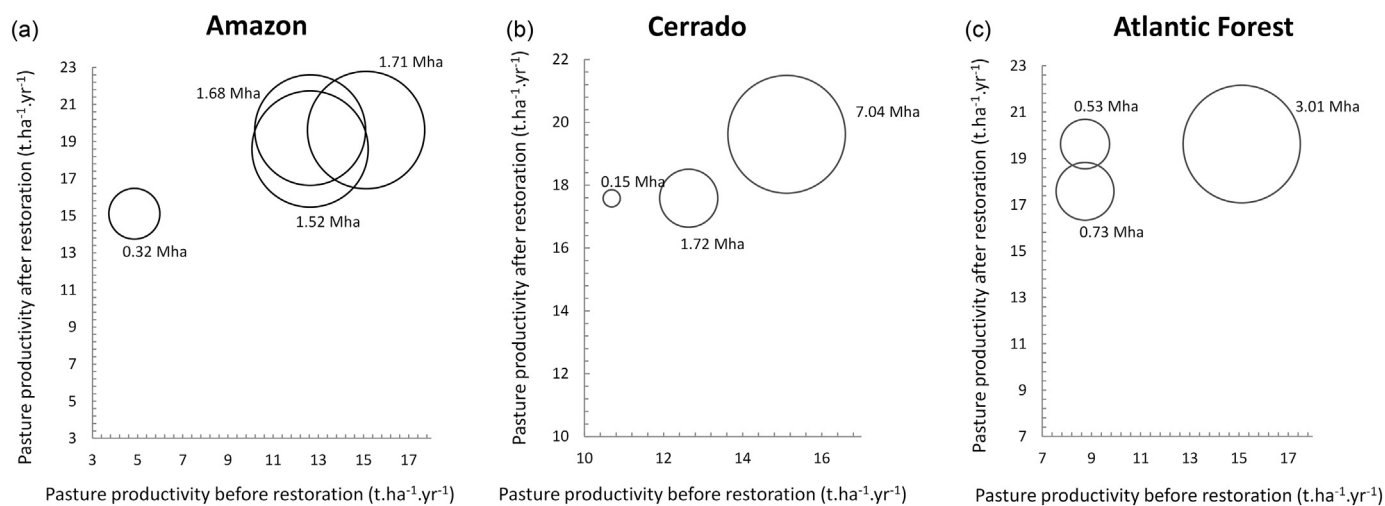 (a) Amazon
Pasture productivity after restoration (t.ha⁻¹.yr⁻¹)
23
21
19
17
15
13
11
9
7
5
3
1.71 Mha
1.68 Mha
1.52 Mha
0.32 Mha
3 5 7 9 11 13 15 17
Pasture productivity before restoration (t.ha⁻¹.yr⁻¹)
(b) Cerrado
Pasture productivity after restoration (t.ha⁻¹.yr⁻¹)
22
20
18
16
14
12
10
7.04 Mha
0.15 Mha
1.72 Mha
10 12 14 16
Pasture productivity before restoration (t.ha⁻¹.yr⁻¹)
(c) Atlantic Forest
Pasture productivity after restoration (t.ha⁻¹.yr⁻¹)
23
21
19
17
15
13
11
9
7
0.53 Mha
3.01 Mha
0.73 Mha
7 9 11 13 15 17
Pasture productivity before restoration (t.ha⁻¹.yr⁻¹)